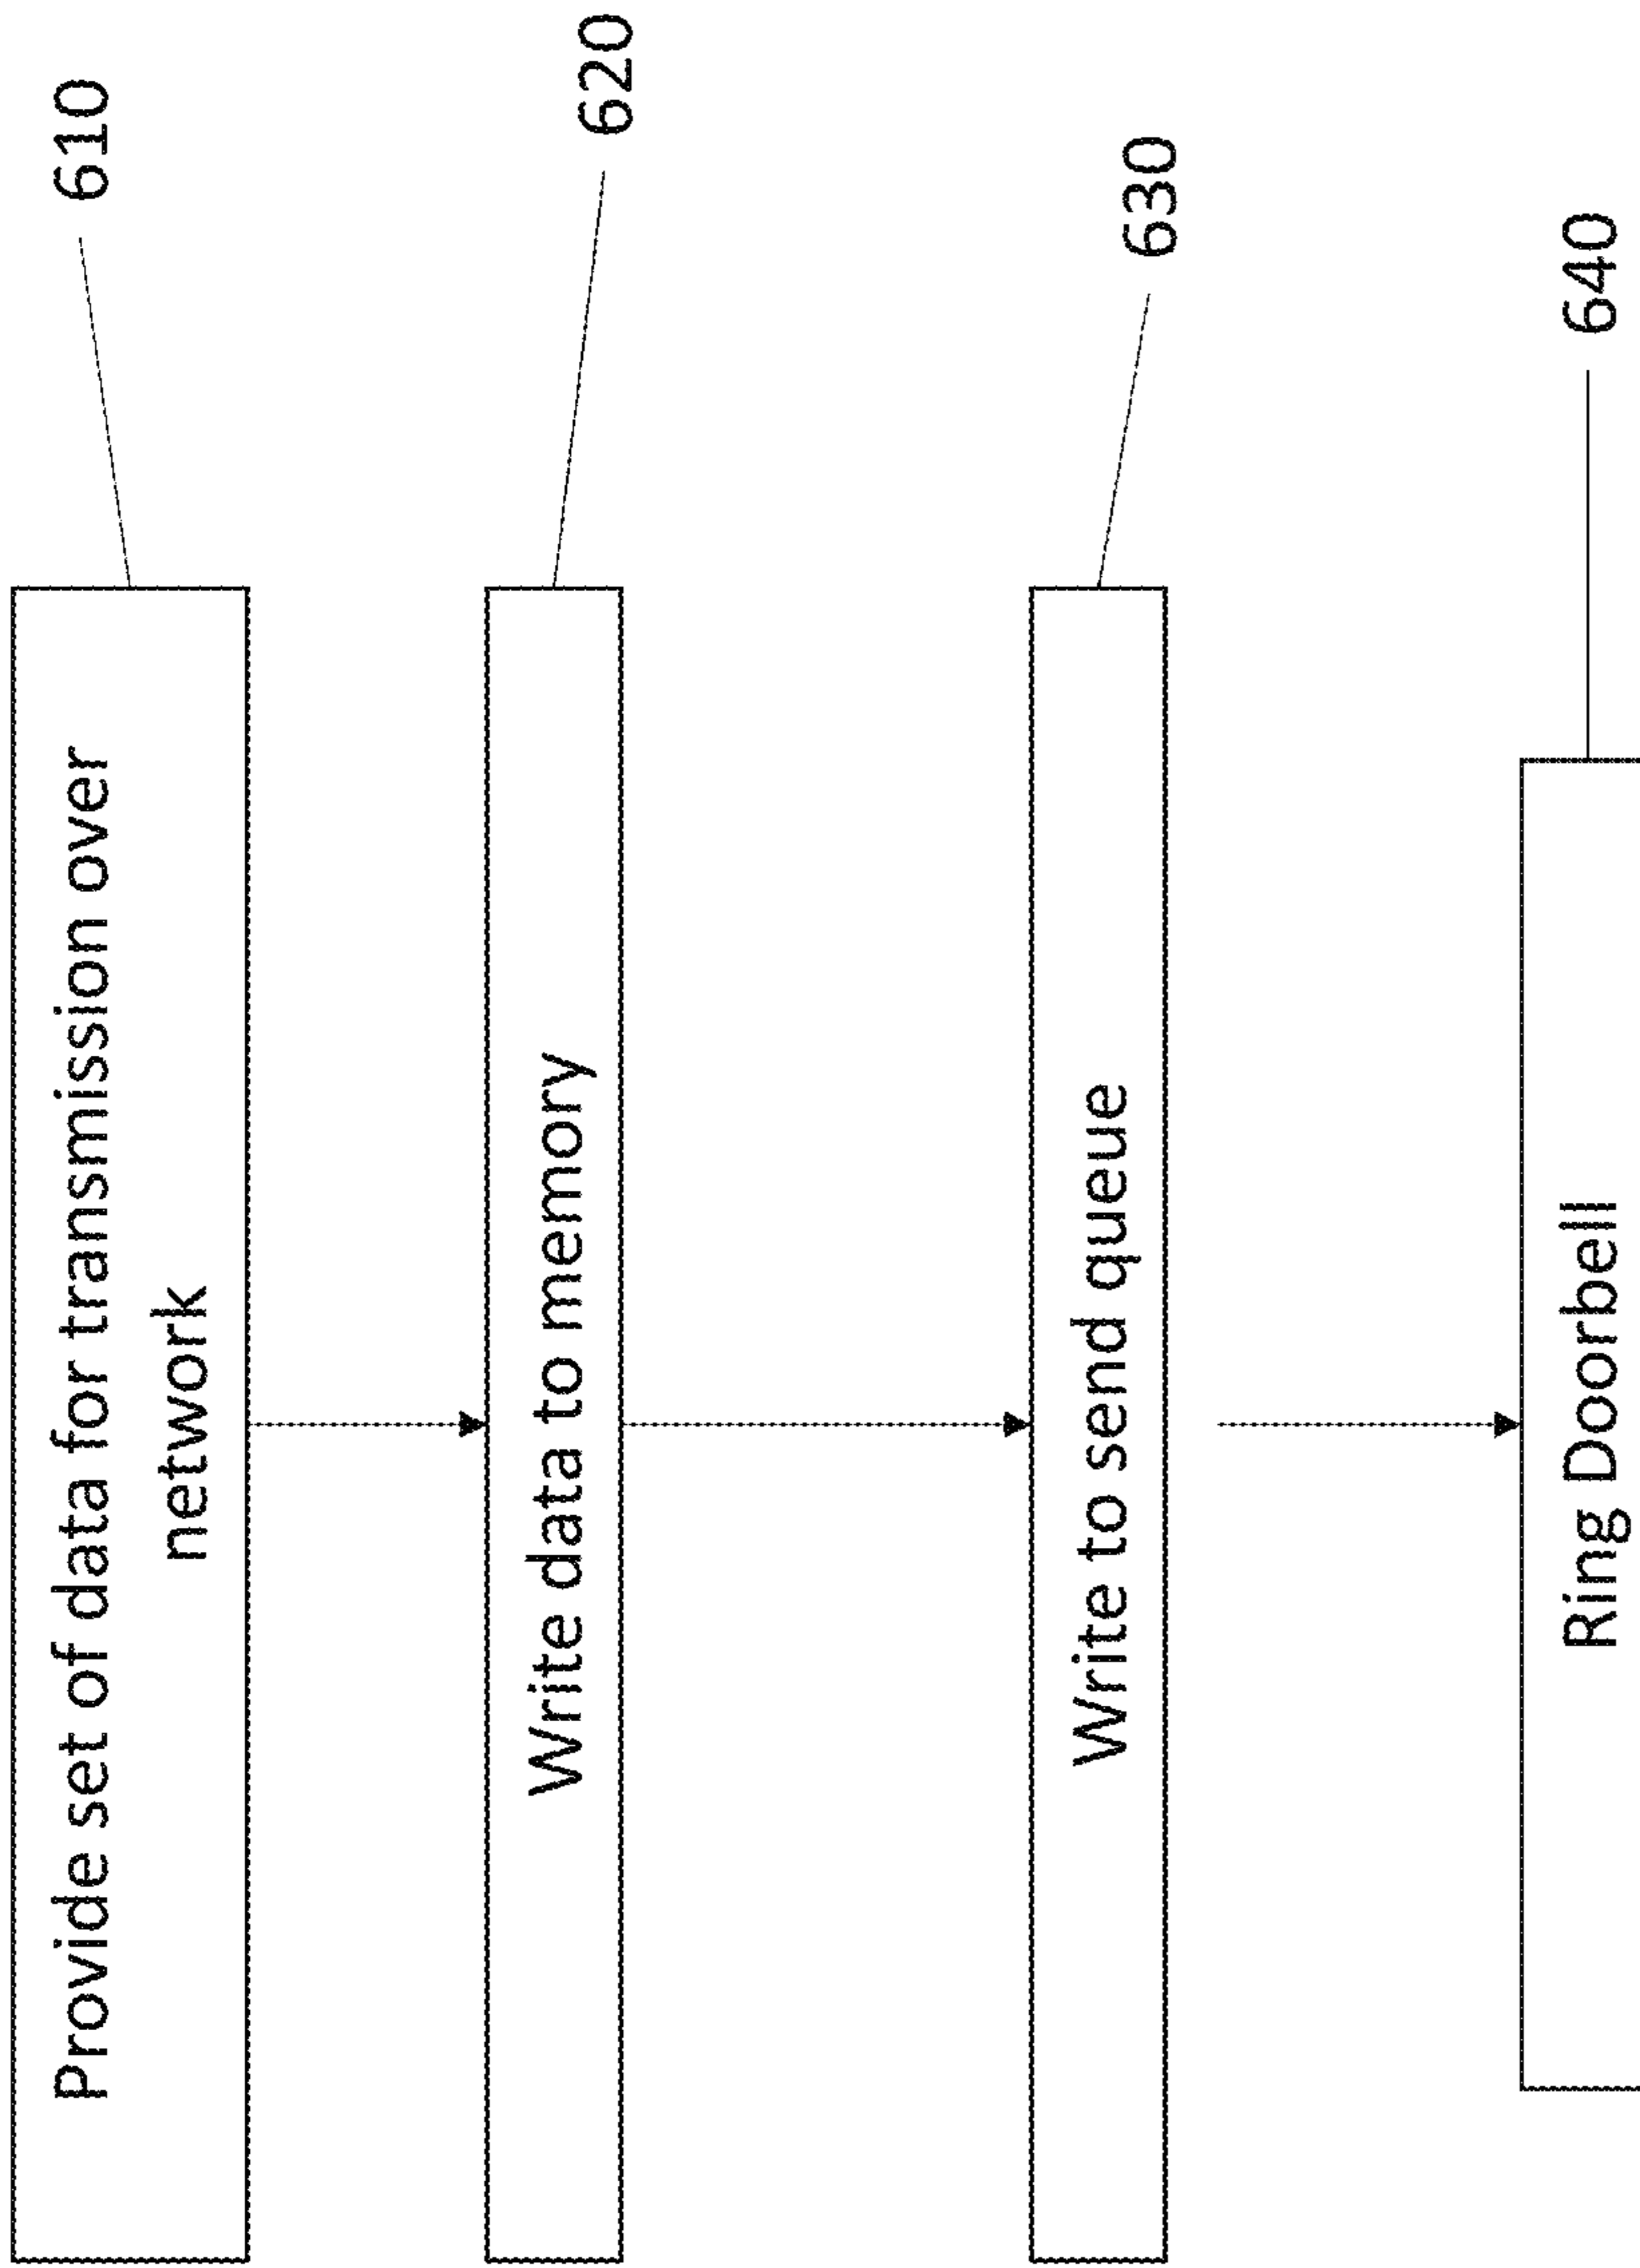 Provide set of data for transmission over
network
610
Write data to memory
620
Write to send queue
630
Ring Doorbell
640